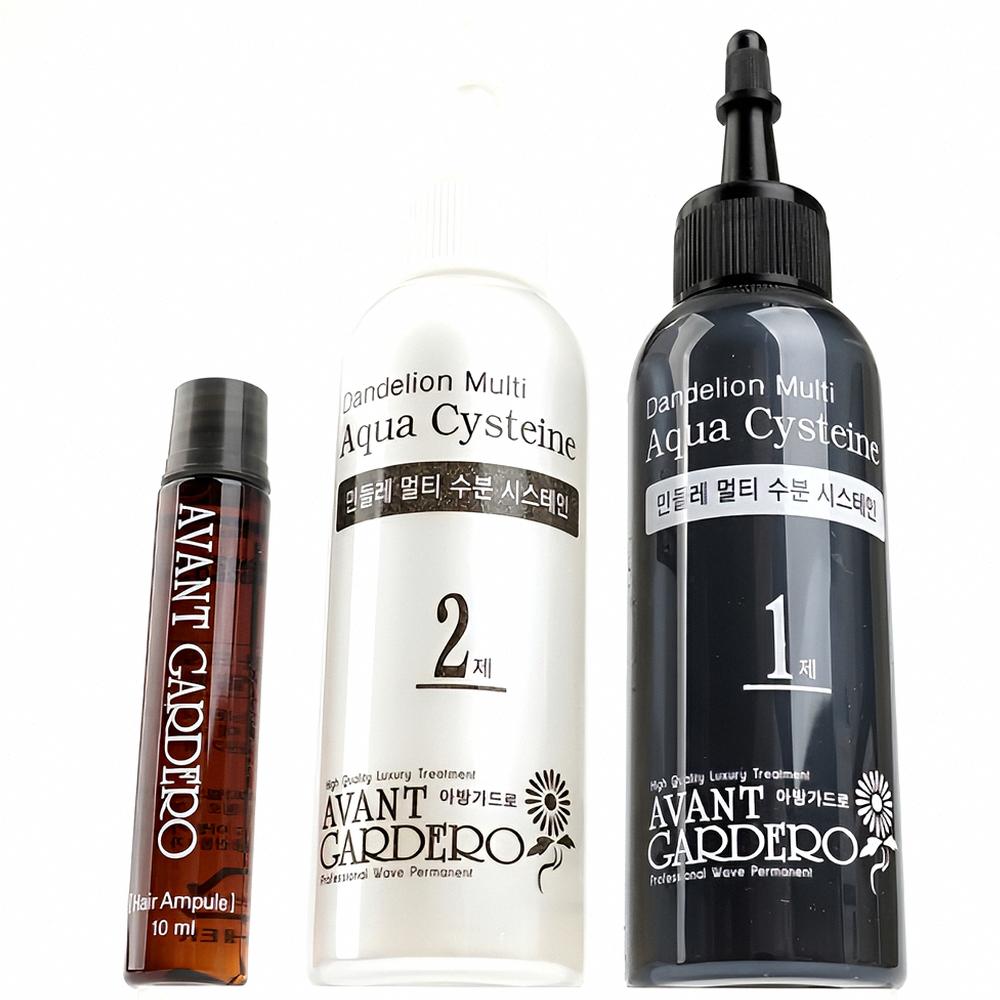 AVANT GARDERO
[Hair Ampule]
10 ml
Dandelion Multi
Aqua Cysteine
민들레 멀티 수분 시스테인
2제
High Quality Luxury Treatment
AVANT 아방가드로
GARDERO
Professional Wave Permanent
Dandelion Multi
Aqua Cysteine
민들레 멀티 수분 시스테인
1제
High Quality Luxury Treatment
AVANT 아방가드로
GARDERO
Professional Wave Permanent